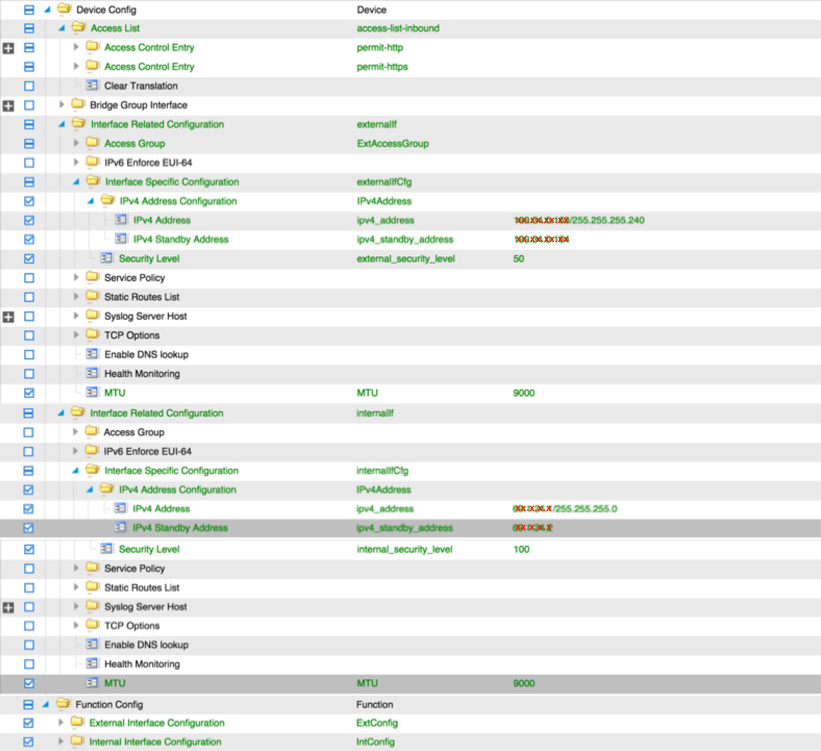 Device Config Device
Access List access-list-inbound
Access Control Entry permit-http
Access Control Entry permit-https
Clear Translation
Bridge Group Interface
Interface Related Configuration externalIf
Access Group ExtAccessGroup
IPv6 Enforce EUI-64
Interface Specific Configuration externalIfCfg
IPv4 Address Configuration IPv4Address
IPv4 Address ipv4_address /255.255.255.240
IPv4 Standby Address ipv4_standby_address
Security Level external_security_level 50
Service Policy
Static Routes List
Syslog Server Host
TCP Options
Enable DNS lookup
Health Monitoring
MTU MTU 9000
Interface Related Configuration internalIf
Access Group
IPv6 Enforce EUI-64
Interface Specific Configuration internalIfCfg
IPv4 Address Configuration IPv4Address
IPv4 Address ipv4_address /255.255.255.0
IPv4 Standby Address ipv4_standby_address
Security Level internal_security_level 100
Service Policy
Static Routes List
Syslog Server Host
TCP Options
Enable DNS lookup
Health Monitoring
MTU MTU 9000
Function Config Function
External Interface Configuration ExtConfig
Internal Interface Configuration IntConfig